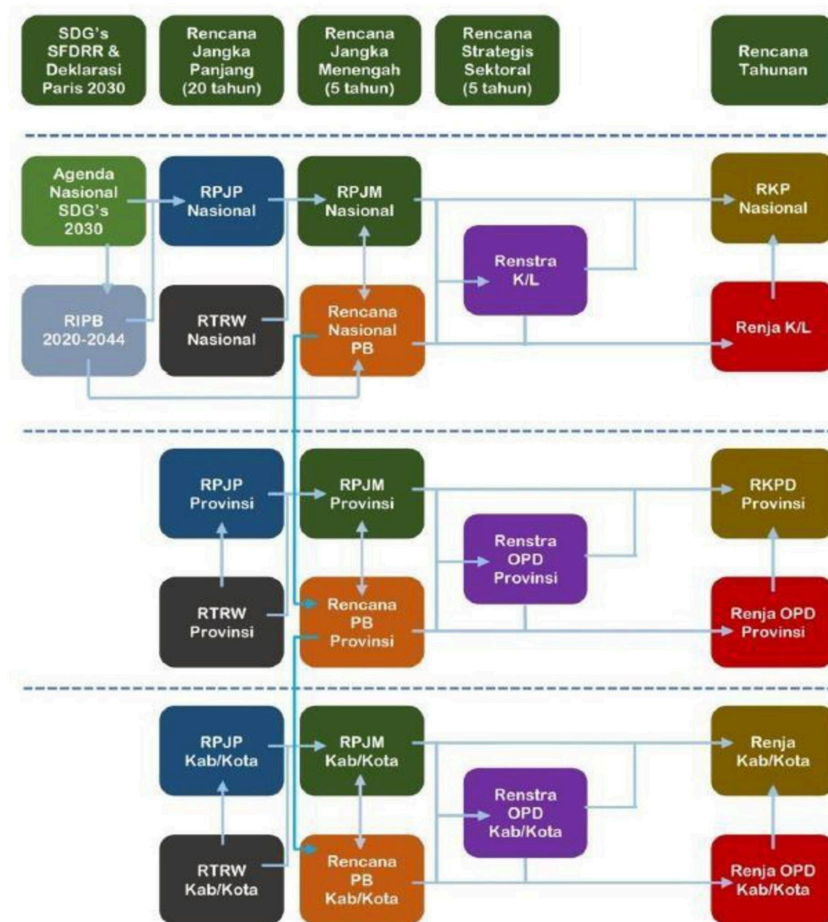 SDG's
SFDRR &
Deklarasi
Paris 2030
Rencana
Jangka
Panjang
(20 tahun)
Rencana
Jangka
Menengah
(5 tahun)
Rencana
Strategis
Sektoral
(5 tahun)
Rencana
Tahunan
Agenda
Nasional
SDG's
2030
RPJP
Nasional
RPJM
Nasional
RKP
Nasional
Renstra
K/L
RIPB
2020-2044
RTRW
Nasional
Rencana
Nasional
PB
Renja K/L
RPJP
Provinsi
RPJM
Provinsi
RKPD
Provinsi
Renstra
OPD
Provinsi
RTRW
Provinsi
Rencana
PB
Provinsi
Renja OPD
Provinsi
RPJP
Kab/Kota
RPJM
Kab/Kota
Renja
Kab/Kota
Renstra
OPD
Kab/Kota
RTRW
Kab/Kota
Rencana
PB
Kab/Kota
Renja OPD
Kab/Kota